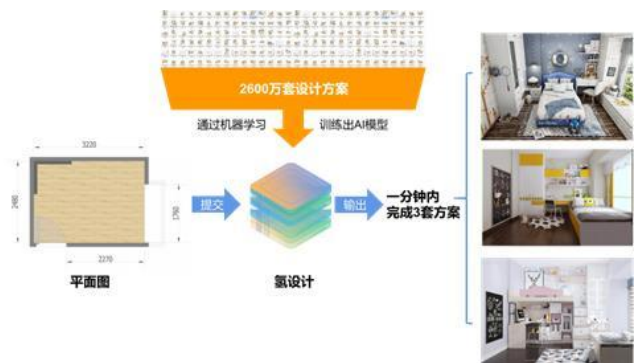 2600万套设计方案
通过机器学习
训练出AI模型
3220
2480
1760
2270
提交
输出
一分钟内
完成3套方案
平面图
氢设计